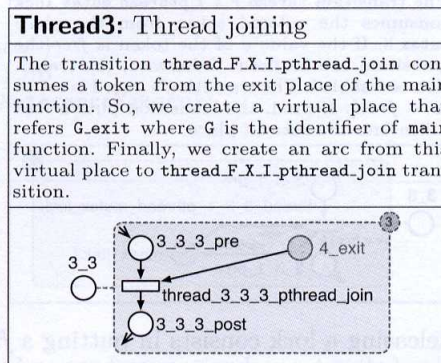 Thread3: Thread joining
The transition thread_F_X_I_pthread_join con
sumes a token from the exit place of the main
function. So, we create a virtual place tha
refers G_exit where G is the identifier of main
function. Finally, we create an arc from this
virtual place to thread_F_X_I_pthread_join tran
sition.
3
3_3_3_pre
4_exit
3_3
thread_3_3_3_pthread_join
3_3_3_post